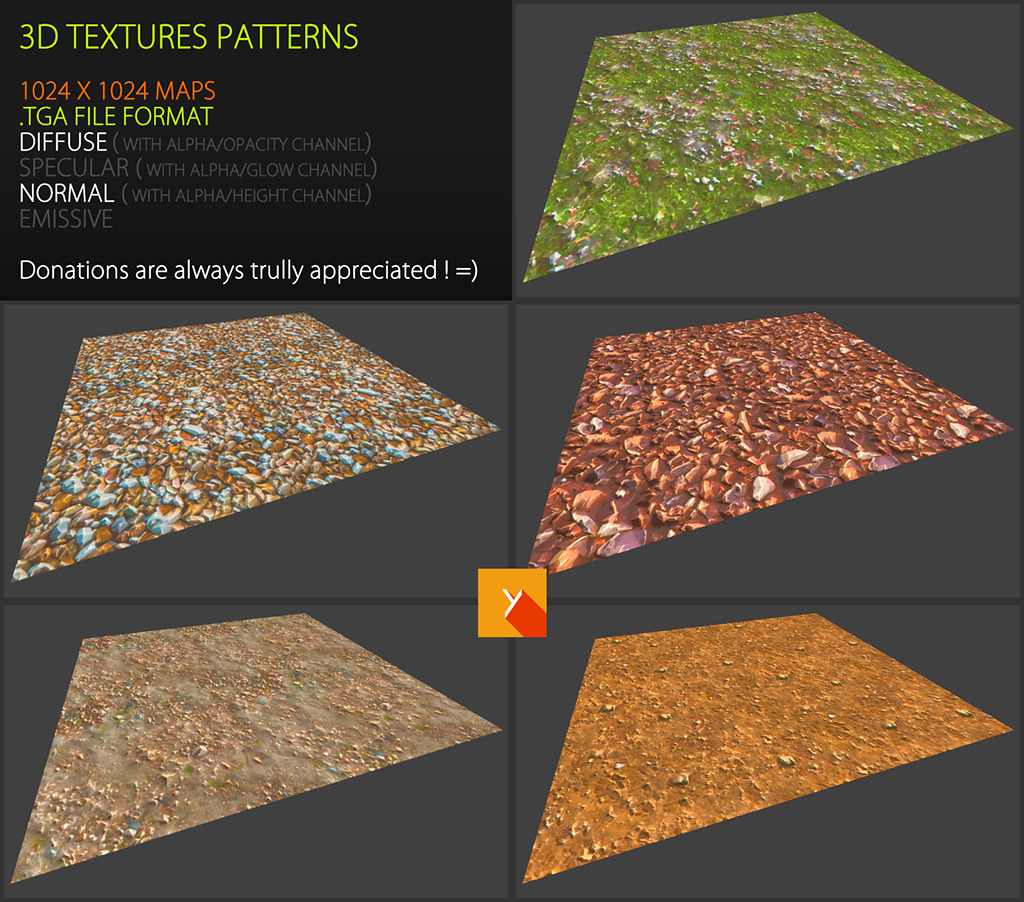 3D TEXTURES PATTERNS
1024 X 1024 MAPS
.TGA FILE FORMAT
DIFFUSE ( WITH ALPHA/OPACITY CHANNEL)
SPECULAR ( WITH ALPHA/GLOW CHANNEL)
NORMAL ( WITH ALPHA/HEIGHT CHANNEL)
EMISSIVE
Donations are always trully appreciated ! =)
Y